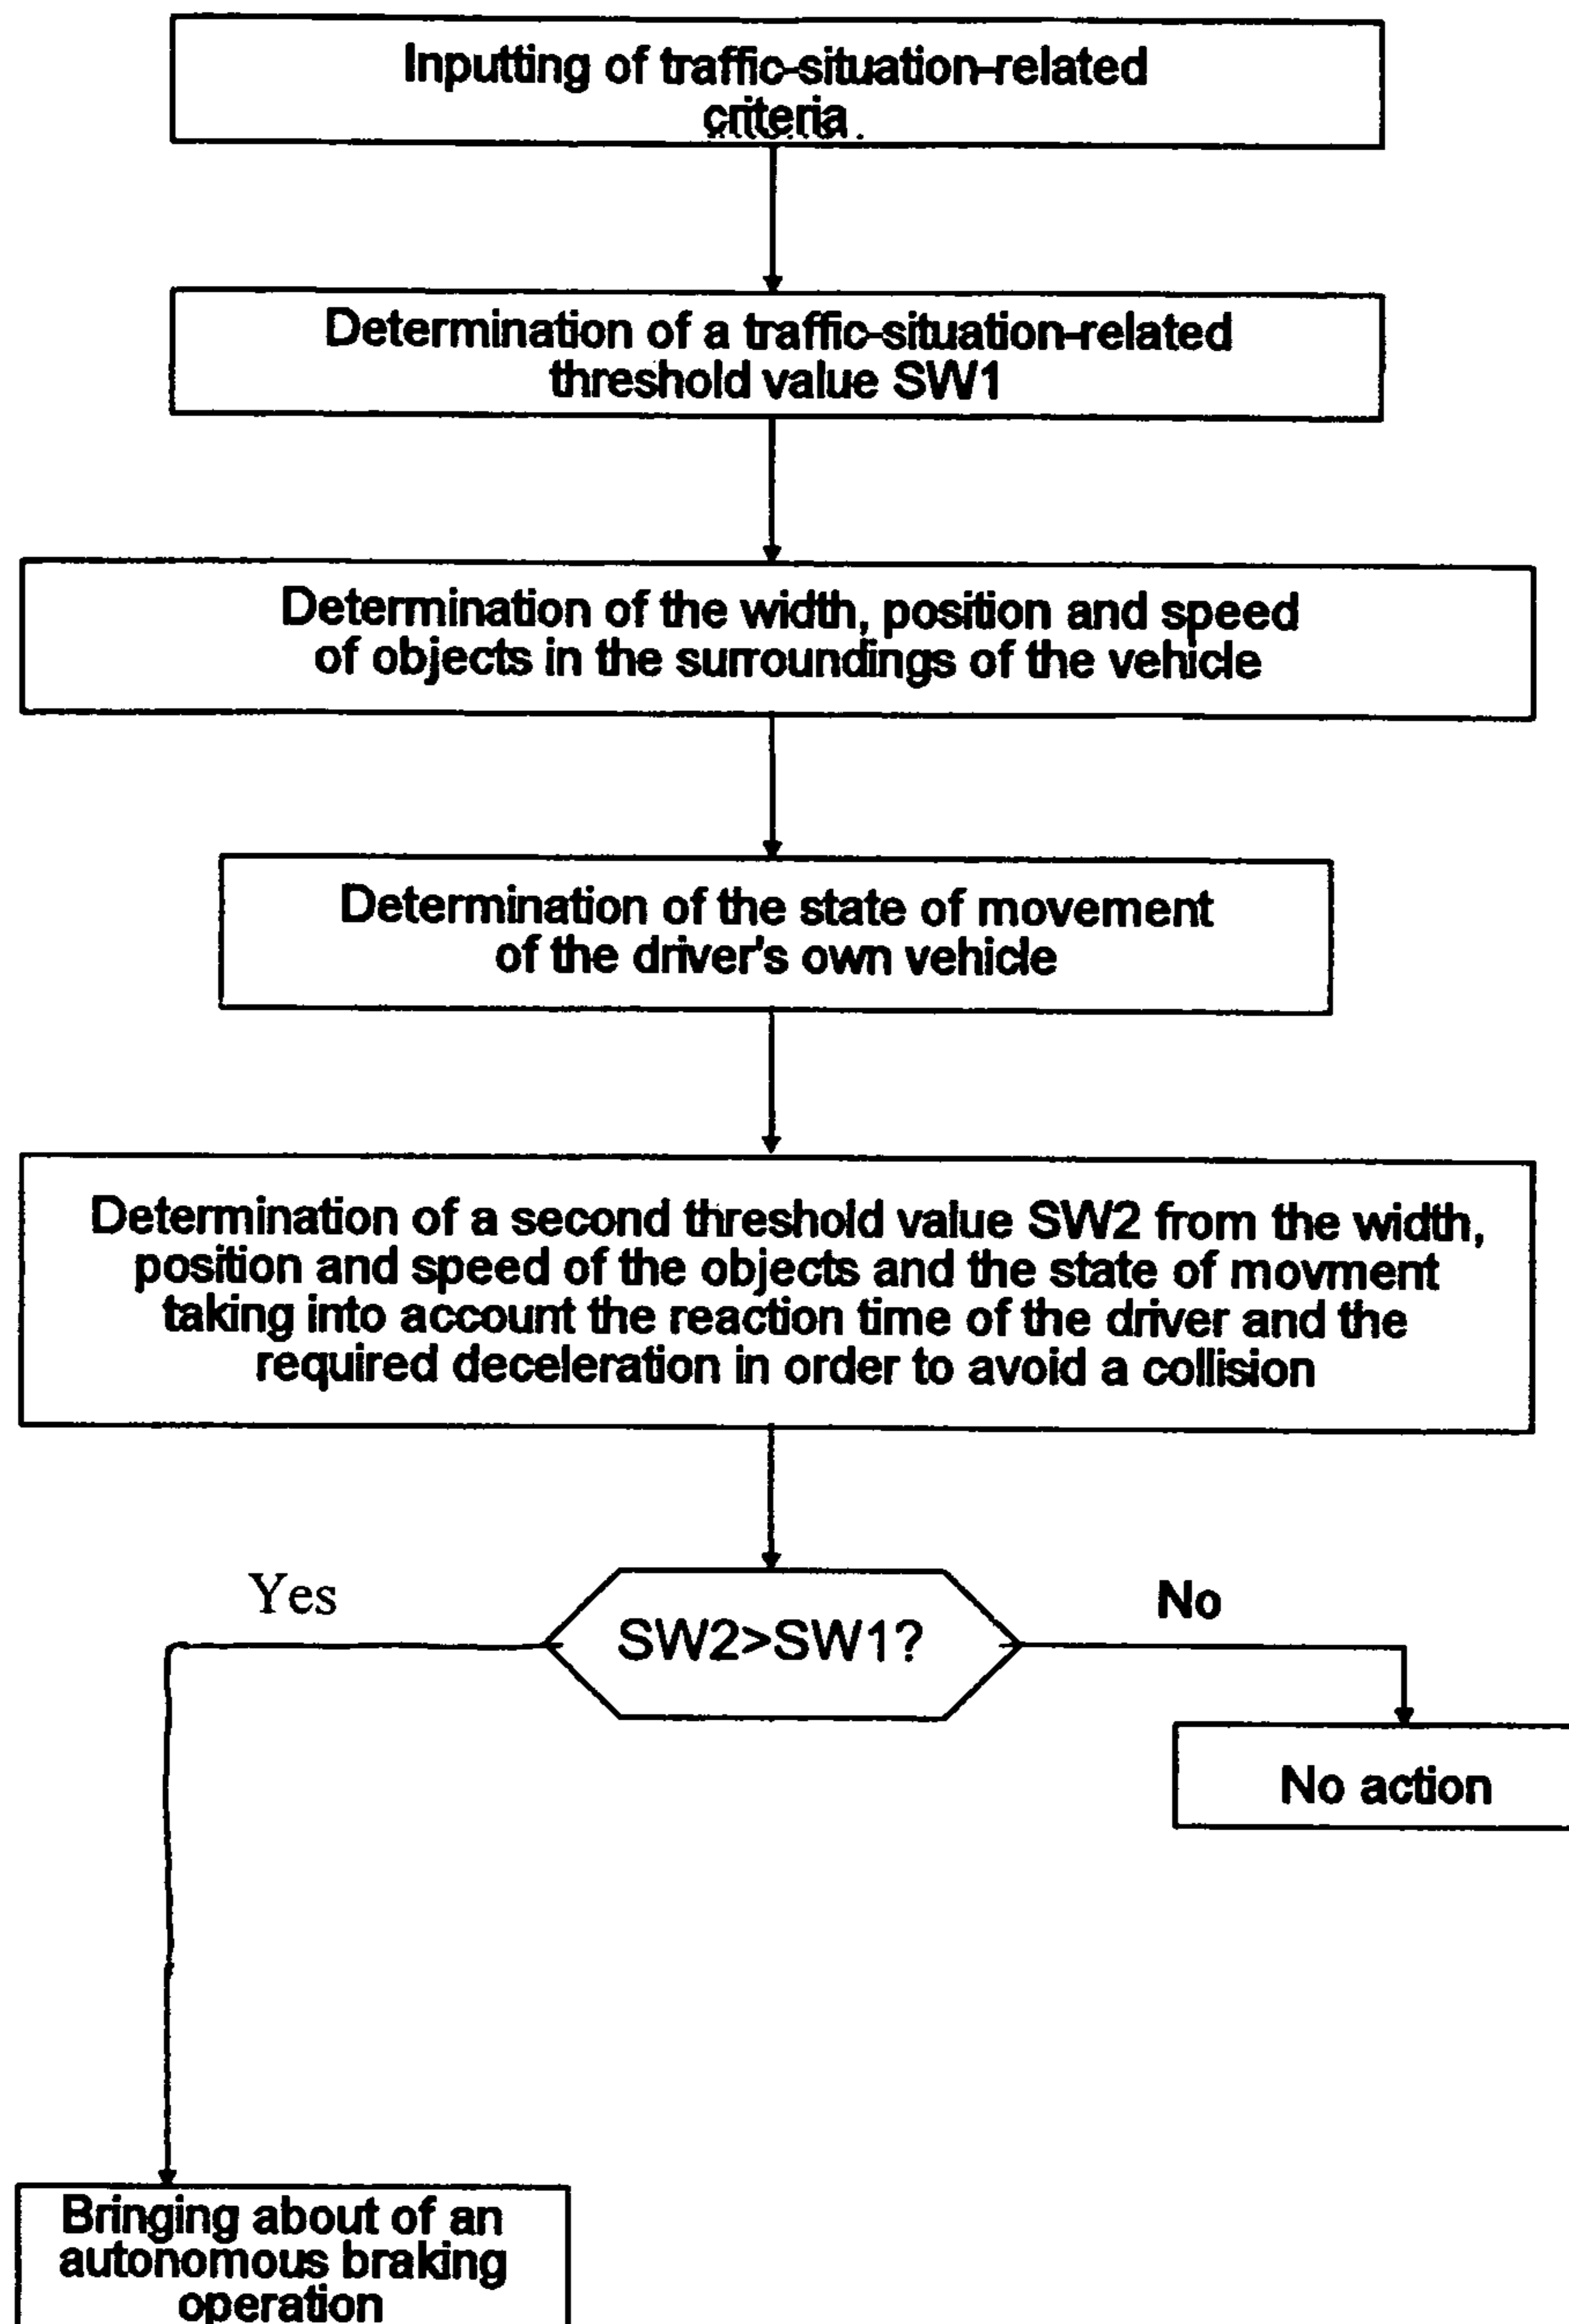 Inputting of traffic-situation-related
criteria.
Determination of a traffic-situation-related
threshold value SW1
Determination of the width, position and speed
of objects in the surroundings of the vehicle
Determination of the state of movement
of the driver's own vehicle
Determination of a second threshold value SW2 from the width,
position and speed of the objects and the state of movment
taking into account the reaction time of the driver and the
required deceleration in order to avoid a collision
Yes
SW2>SW1?
No
No action
Bringing about of an
autonomous braking
operation